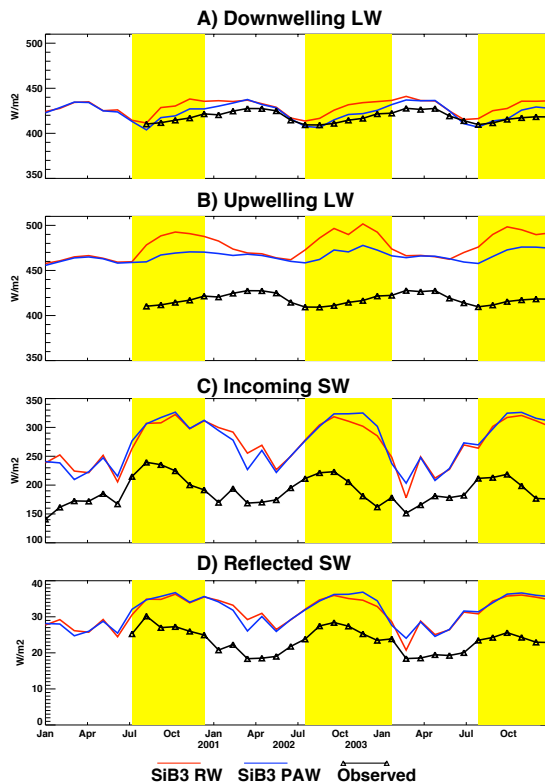 A) Downwelling LW
500
450
400
350
W/m2
B) Upwelling LW
500
450
400
350
W/m2
C) Incoming SW
350
300
250
200
150
100
W/m2
D) Reflected SW
40
30
20
10
0
W/m2
Jan Apr Jul Oct Jan Apr Jul Oct Jan Apr Jul Oct
2001 2002 2003
SiB3 RW SiB3 PAW Observed